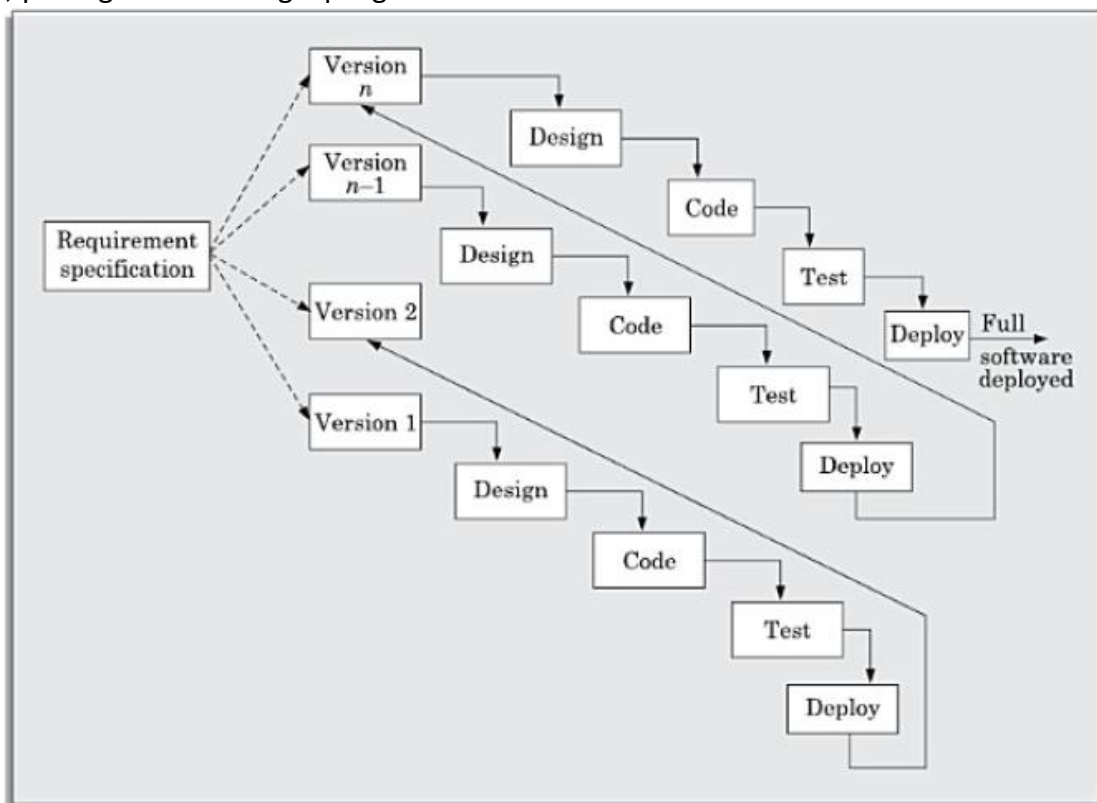 Version
n
Design
Version
n–1
Code
Requirement
specification
Design
Test
Version 2
Code
Deploy
Full
software
deployed
Test
Version 1
Deploy
Design
Code
Test
Deploy